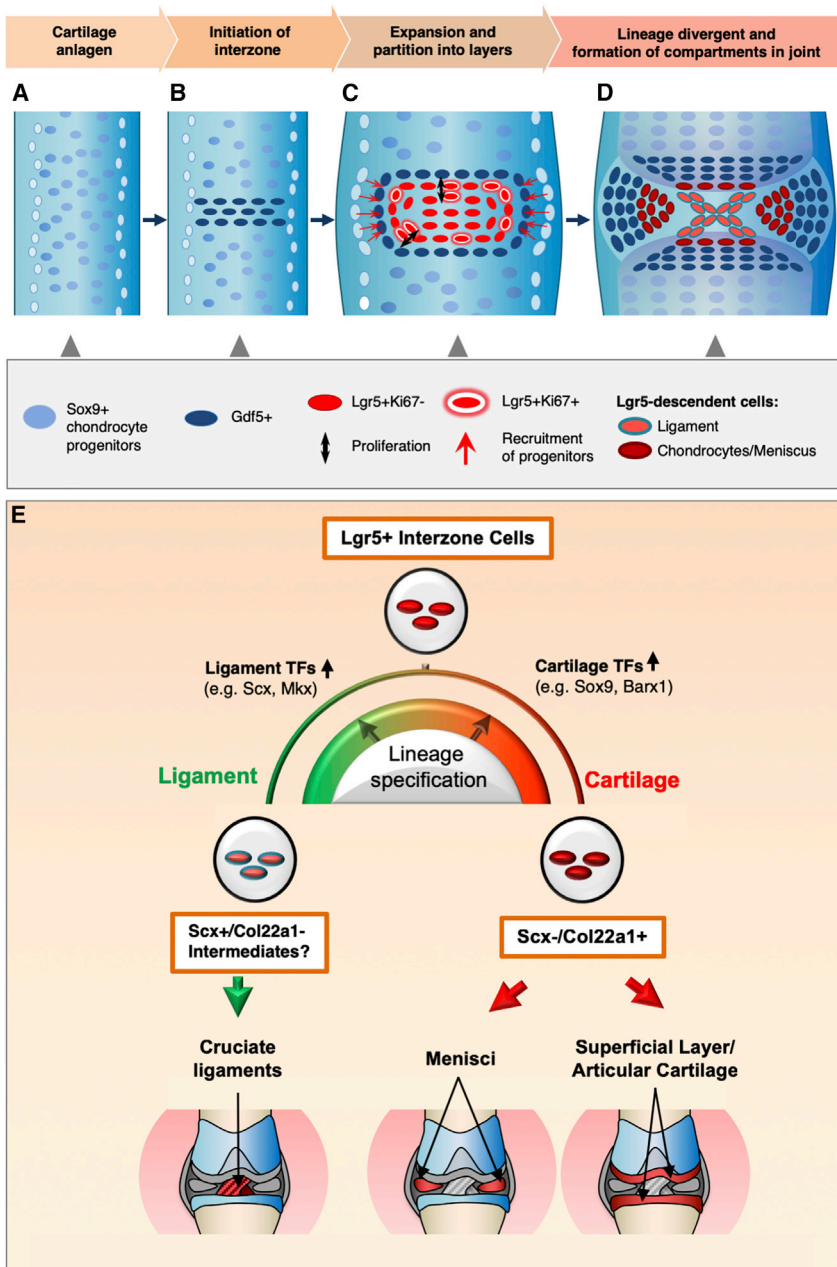 Cartilage
anlagen
Initiation of
interzone
Expansion and
partition into layers
Lineage divergent and
formation of compartments in joint
A
B
C
D
Sox9+
chondrocyte
progenitors
Gdf5+
Lgr5+Ki67-
Proliferation
Lgr5+Ki67+
Recruitment
of progenitors
Lgr5-descendent cells:
Ligament
Chondrocytes/Meniscus
E
Lgr5+ Interzone Cells
Ligament TFs
(e.g. Scx, Mkx)
Cartilage TFs
(e.g. Sox9, Barx1)
Lineage
specification
Ligament
Cartilage
Scx+/Col22a1-
Intermediates?
Scx-/Col22a1+
Cruciate
ligaments
Menisci
Superficial Layer/
Articular Cartilage